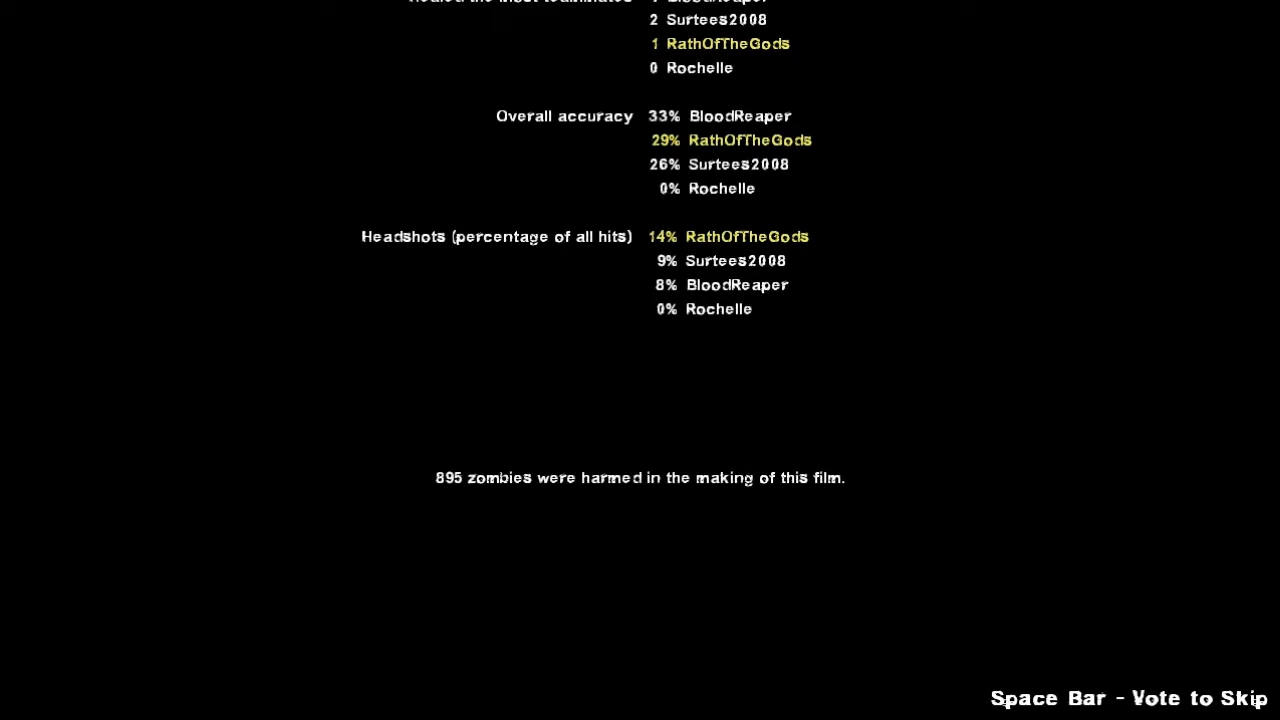 2 Surtees2008
1 RathOfTheGods
0 Rochelle
Overall accuracy 33% BloodReaper
29% RathOfTheGods
26% Surtees2008
0% Rochelle
Headshots (percentage of all hits) 14% RathOfTheGods
9% Surtees2008
8% BloodReaper
0% Rochelle
895 zombies were harmed in the making of this film.
Space Bar - Vote to Skip